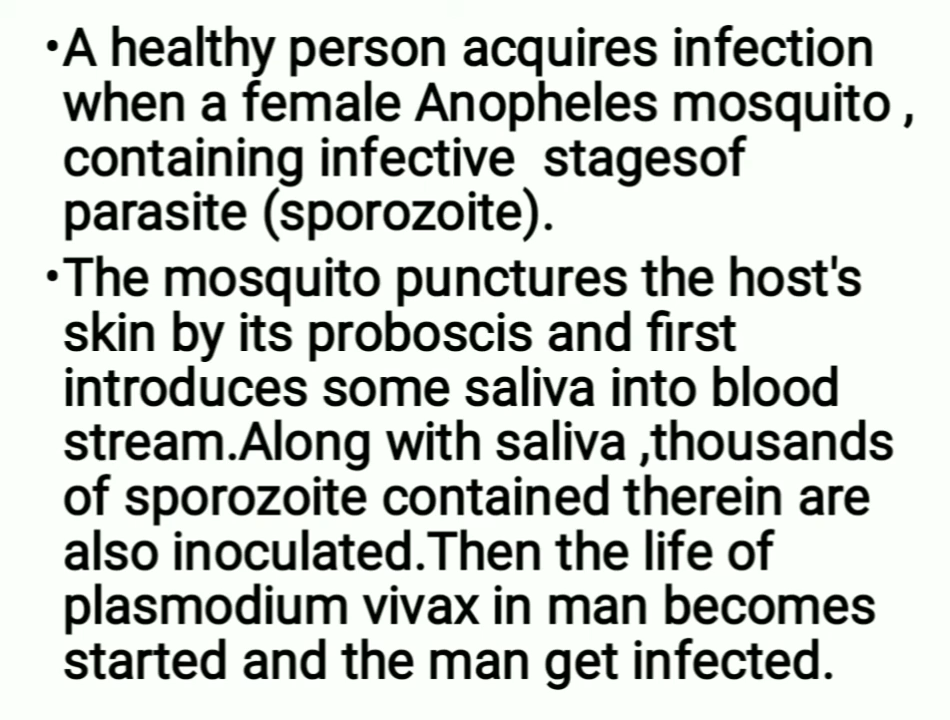 •A healthy person acquires infection
when a female Anopheles mosquito ,
containing infective  stagesof
parasite (sporozoite).
•The mosquito punctures the host's
skin by its proboscis and first
introduces some saliva into blood
stream.Along with saliva ,thousands
of sporozoite contained therein are
also inoculated.Then the life of
plasmodium vivax in man becomes
started and the man get infected.